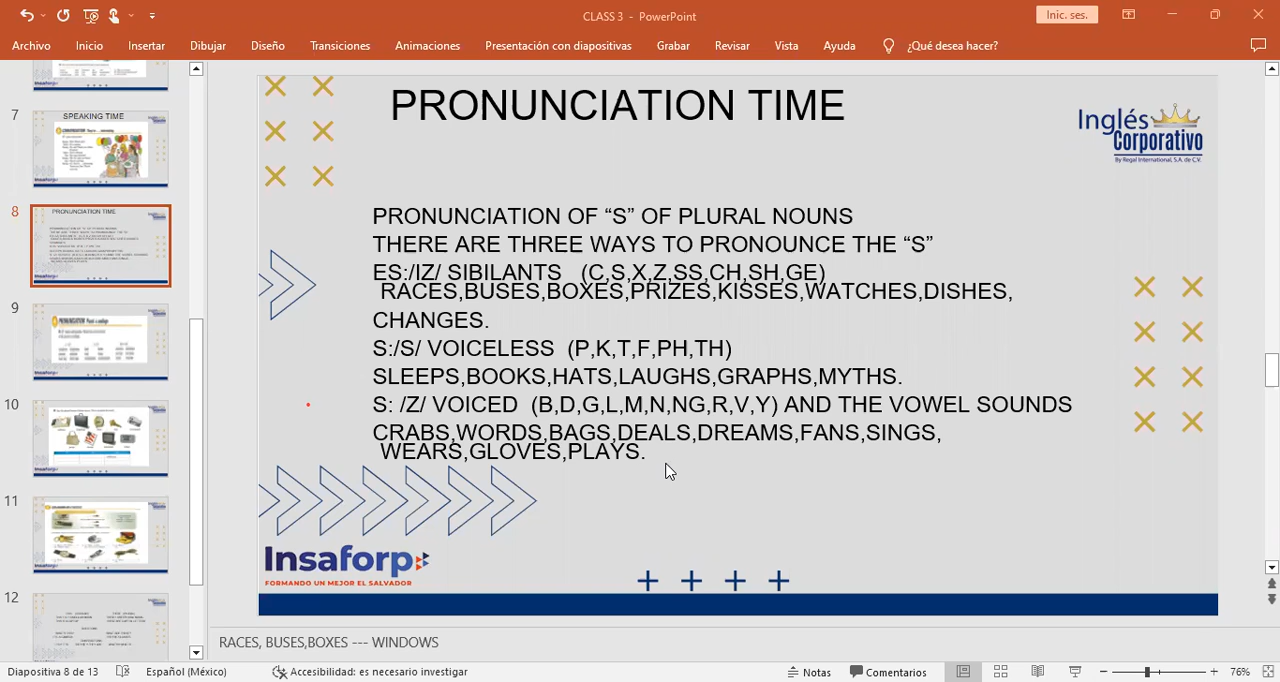 CLASS 3 - PowerPoint
Inic. ses.
Archivo Inicio Insertar Dibujar Diseño Transiciones Animaciones Presentación con diapositivas Grabar Revisar Vista Ayuda ¿Qué desea hacer?
7
SPEAKING TIME
8
PRONUNCIATION TIME
9
10
11
12
PRONUNCIATION TIME
Inglés
Corporativo
By Regal International, S.A. de C.V.
PRONUNCIATION OF “S” OF PLURAL NOUNS
THERE ARE THREE WAYS TO PRONOUNCE THE “S”
ES:/IZ/ SIBILANTS (C,S,X,Z,SS,CH,SH,GE)
RACES,BUSES,BOXES,PRIZES,KISSES,WATCHES,DISHES,
CHANGES.
S:/S/ VOICELESS (P,K,T,F,PH,TH)
SLEEPS,BOOKS,HATS,LAUGHS,GRAPHS,MYTHS.
S: /Z/ VOICED (B,D,G,L,M,N,NG,R,V,Y) AND THE VOWEL SOUNDS
CRABS,WORDS,BAGS,DEALS,DREAMS,FANS,SINGS,
WEARS,GLOVES,PLAYS.
Insaforp
FORMANDO UN MEJOR EL SALVADOR
RACES, BUSES,BOXES --- WINDOWS
Diapositiva 8 de 13 Español (México) Accesibilidad: es necesario investigar Notas Comentarios 76%